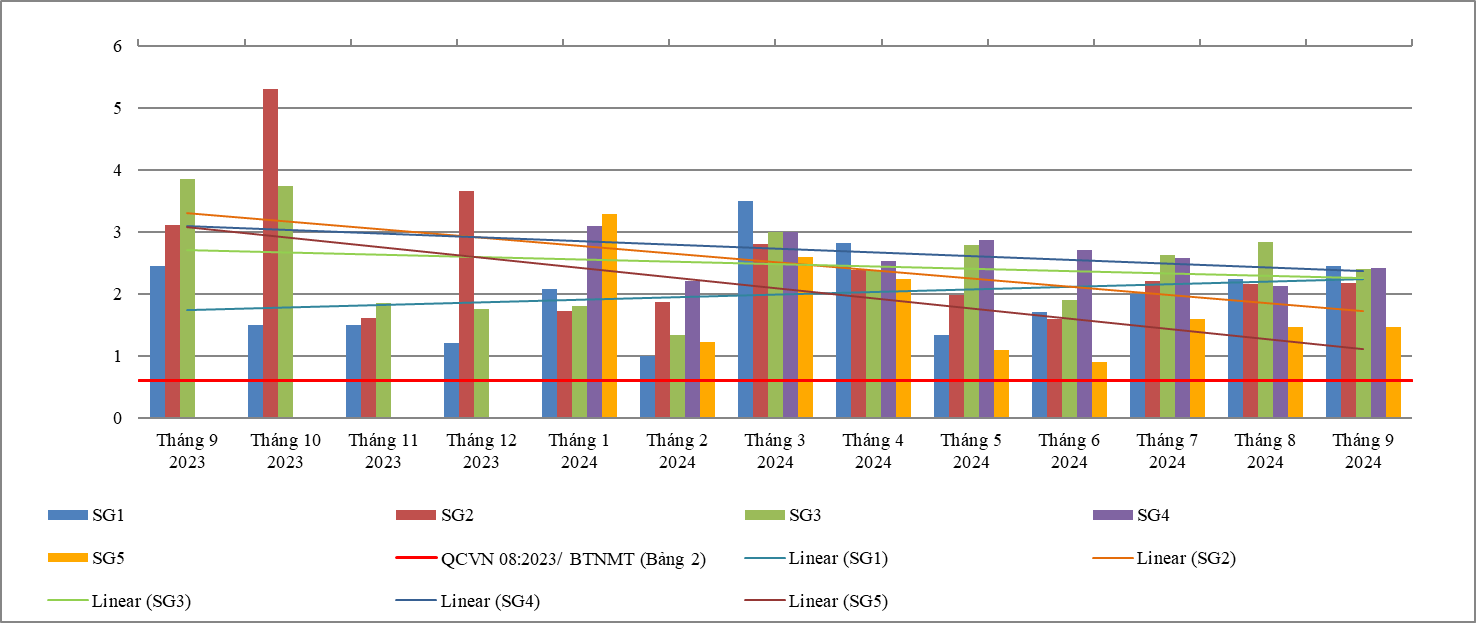 6
5
4
3
2
1
0
Tháng 9 2023
Tháng 10 2023
Tháng 11 2023
Tháng 12 2023
Tháng 1 2024
Tháng 2 2024
Tháng 3 2024
Tháng 4 2024
Tháng 5 2024
Tháng 6 2024
Tháng 7 2024
Tháng 8 2024
Tháng 9 2024
SG1
SG2
SG3
SG4
SG5
QCVN 08:2023/ BTNMT (Bảng 2)
Linear (SG1)
Linear (SG2)
Linear (SG3)
Linear (SG4)
Linear (SG5)